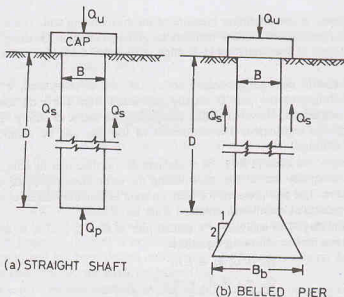 Qu
CAP
B
D
Qs
Qs
Qp
(a) STRAIGHT SHAFT
Qu
B
Qs
Qs
D
1
2
Bb
(b) BELLED PIER